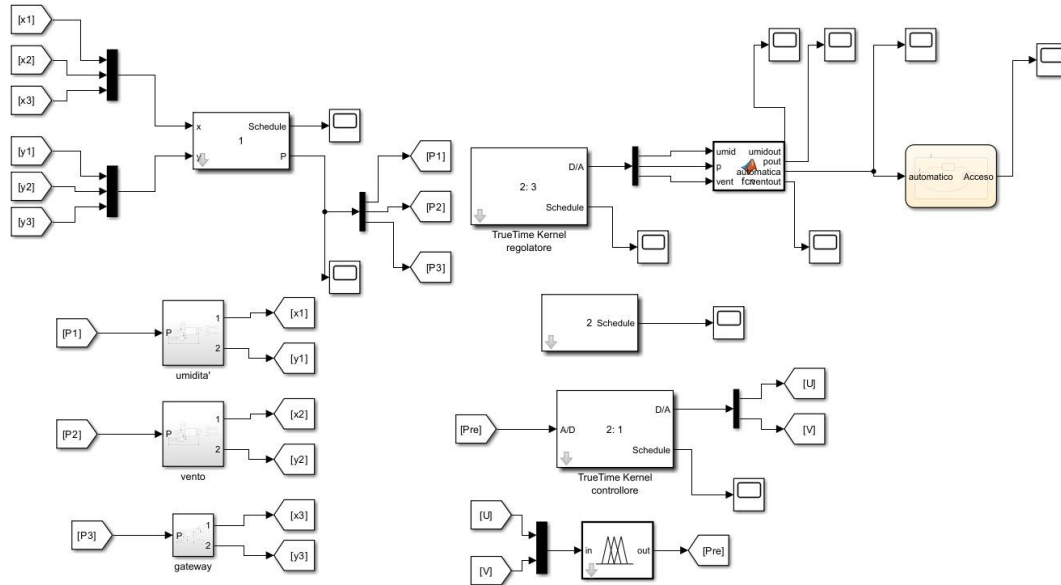 [x1]
[x2]
[x3]
[y1]
[y2]
[y3]
x
y
1
Schedule
P
[P1]
[P2]
[P3]
D/A
2: 3
Schedule
TrueTime Kernel
regolatore
umid
p
vent
umidout
pout
automatica
fcn
ventout
automatico
Acceso
[P1]
P
1
2
[x1]
[y1]
umidita'
2
Schedule
[P2]
P
1
2
[x2]
[y2]
vento
[Pre]
A/D
2: 1
D/A
Schedule
TrueTime Kernel
controllore
[U]
[V]
[P3]
P
1
2
[x3]
[y3]
gateway
[U]
[V]
in
out
[Pre]